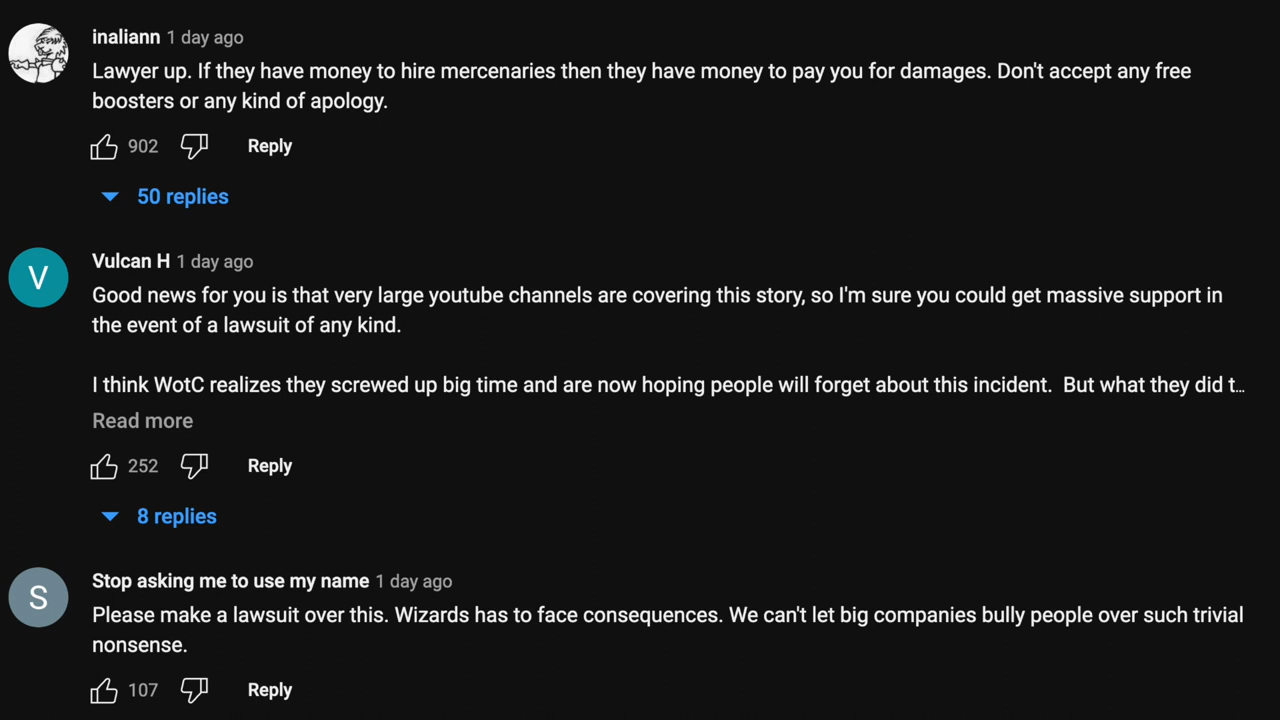 inaliann 1 day ago
Lawyer up. If they have money to hire mercenaries then they have money to pay you for damages. Don't accept any free
boosters or any kind of apology.
902 Reply
50 replies
V
Vulcan H 1 day ago
Good news for you is that very large youtube channels are covering this story, so I'm sure you could get massive support in
the event of a lawsuit of any kind.
I think WotC realizes they screwed up big time and are now hoping people will forget about this incident.  But what they did t...
Read more
252 Reply
8 replies
S
Stop asking me to use my name 1 day ago
Please make a lawsuit over this. Wizards has to face consequences. We can't let big companies bully people over such trivial
nonsense.
107 Reply